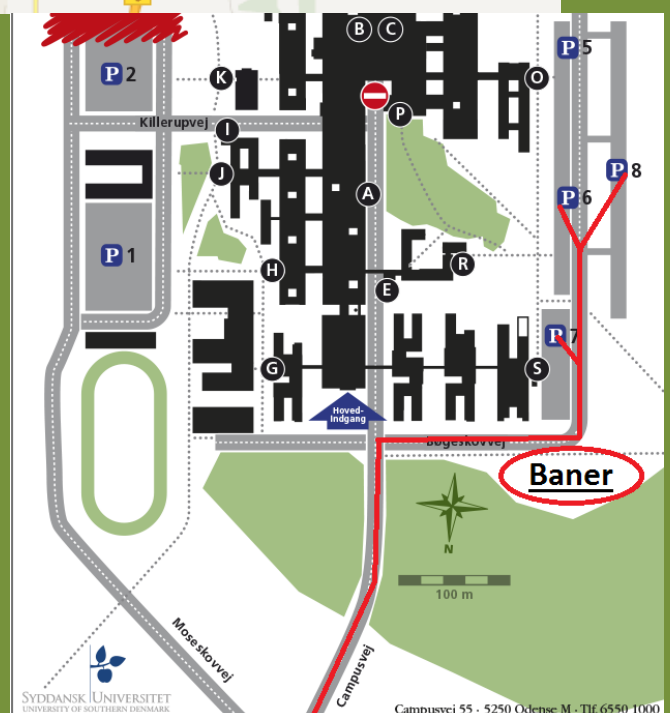 B C
P 5
P 2
K
O
P
Killerupvej
I
J
P 8
A
P 6
P 1
H
R
E
P 7
G
S
Hoved-
indgang
Bøgeskovvej
Baner
N
100 m
Moseskovvej
Campusvej
SYDDANSK UNIVERSITET
UNIVERSITY OF SOUTHERN DENMARK
Campusvej 55 · 5250 Odense M · Tlf. 6550 1000